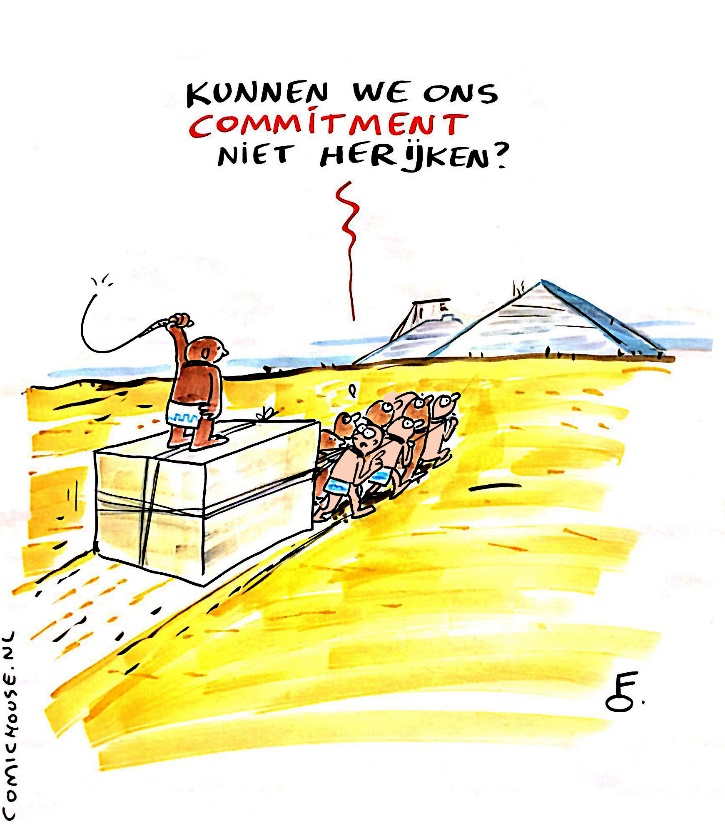 KUNNEN WE ONS
COMMITMENT
NIET HERIJKEN?
COMICHOUSE.NL